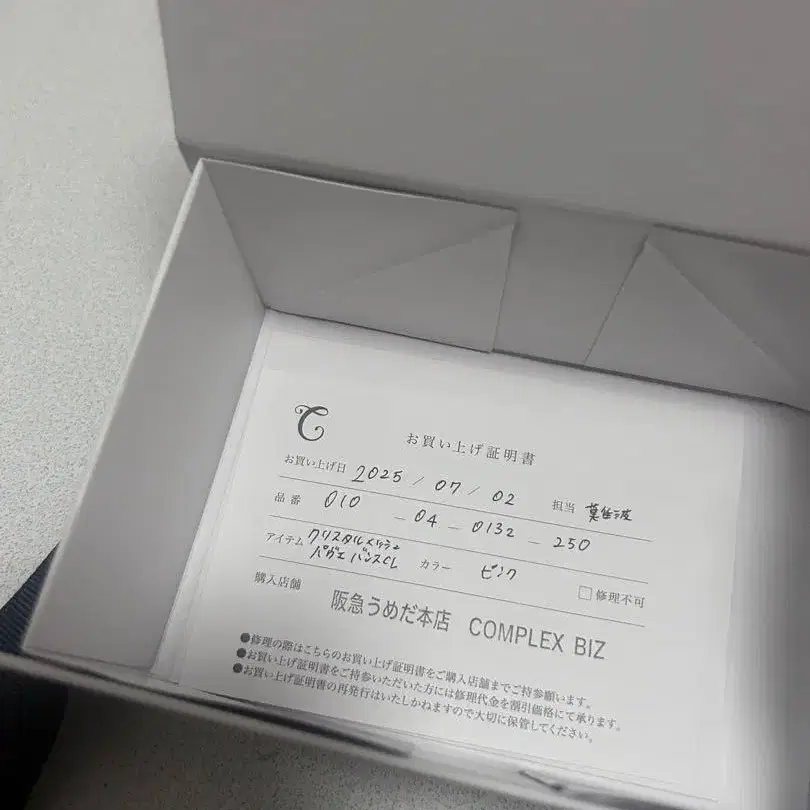 お買い上げ証明書
お買い上げ日 2025 / 07 / 02 担当
品番 010 - 04 - 0132 - 250
アイテム クリスタルメッシュ
パヴェ バンスCL カラー ピンク □修理不可
購入店舗 阪急うめだ本店 COMPLEX BIZ
●修理の際はこちらのお買い上げ証明書をご購入店舗までご持参願います。
●お買い上げ証明書をご持参いただいた方には修理代金を割引価格にて承ります。
●お買い上げ証明書の再発行はいたしかねますので大切に保管してください。